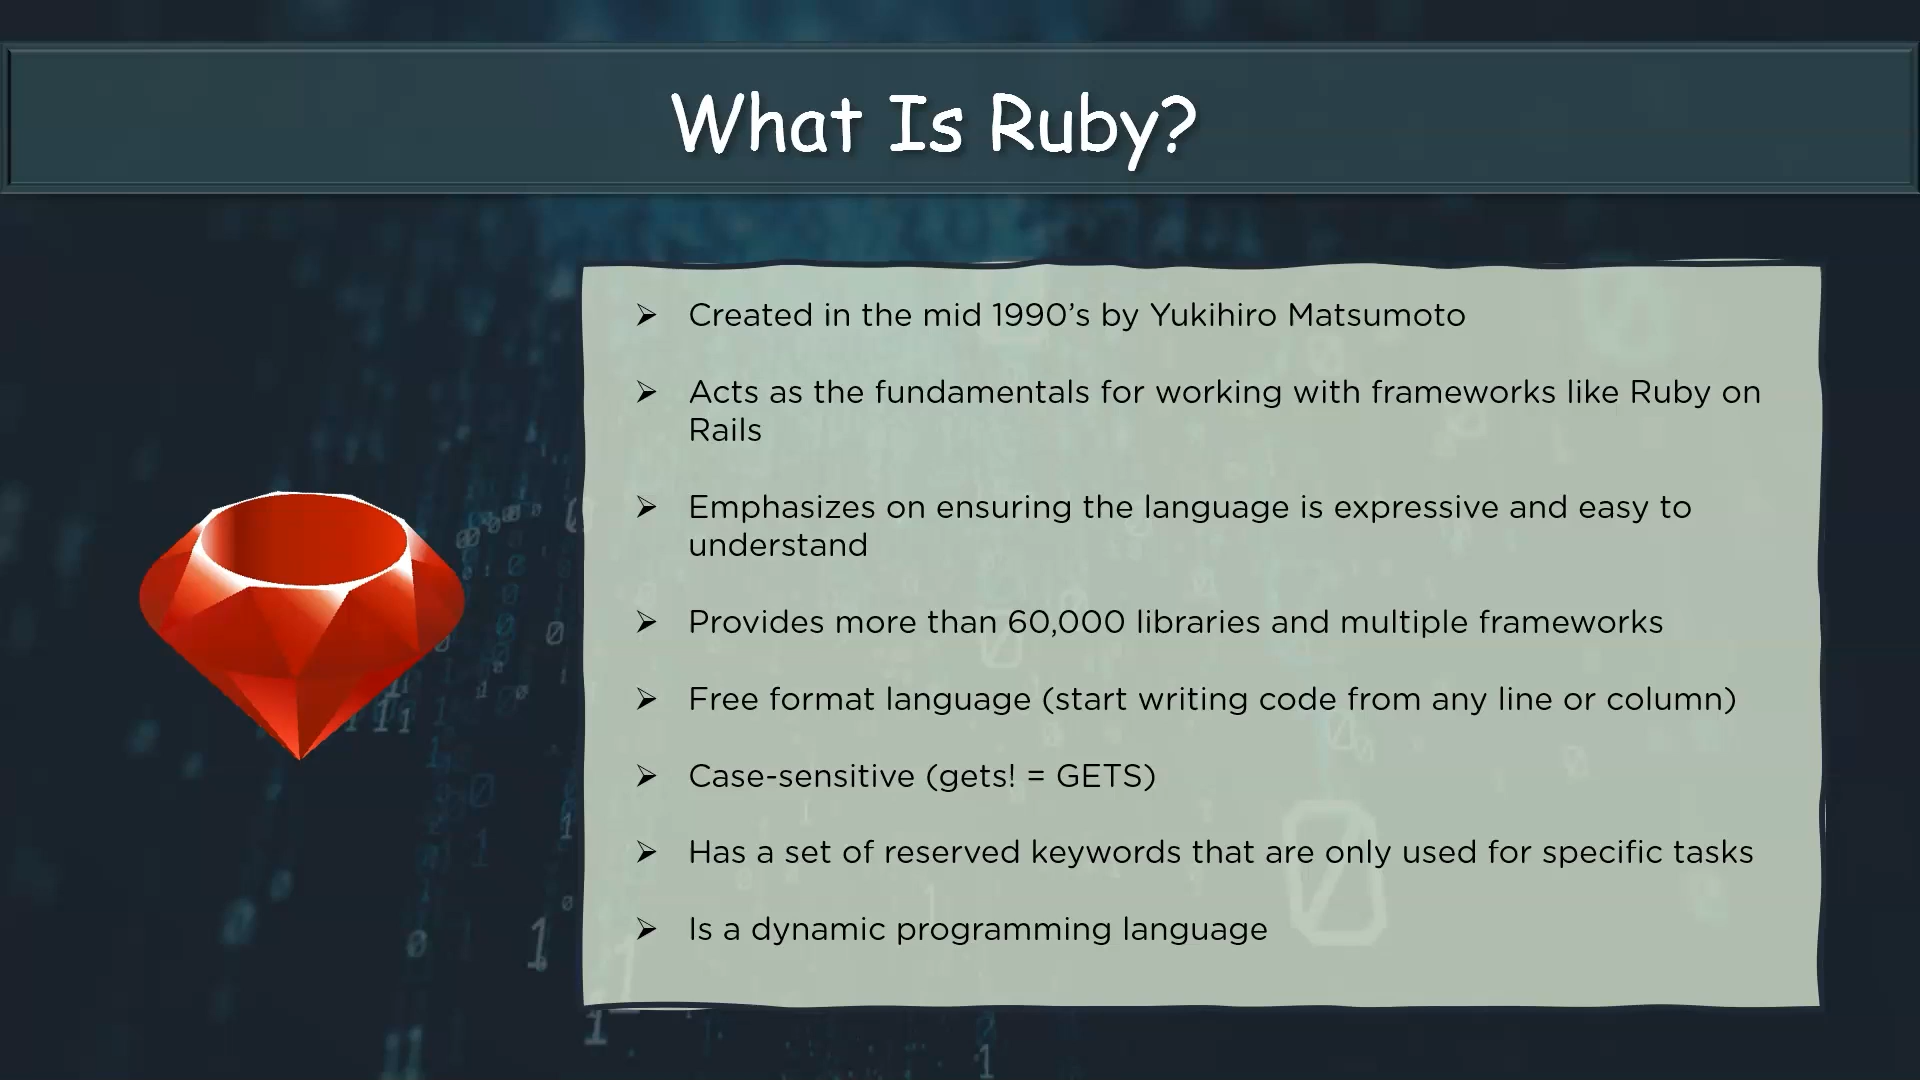 What Is Ruby?
➢ Created in the mid 1990’s by Yukihiro Matsumoto
➢ Acts as the fundamentals for working with frameworks like Ruby on
Rails
➢ Emphasizes on ensuring the language is expressive and easy to
understand
➢ Provides more than 60,000 libraries and multiple frameworks
➢ Free format language (start writing code from any line or column)
➢ Case-sensitive (gets! = GETS)
➢ Has a set of reserved keywords that are only used for specific tasks
➢ Is a dynamic programming language